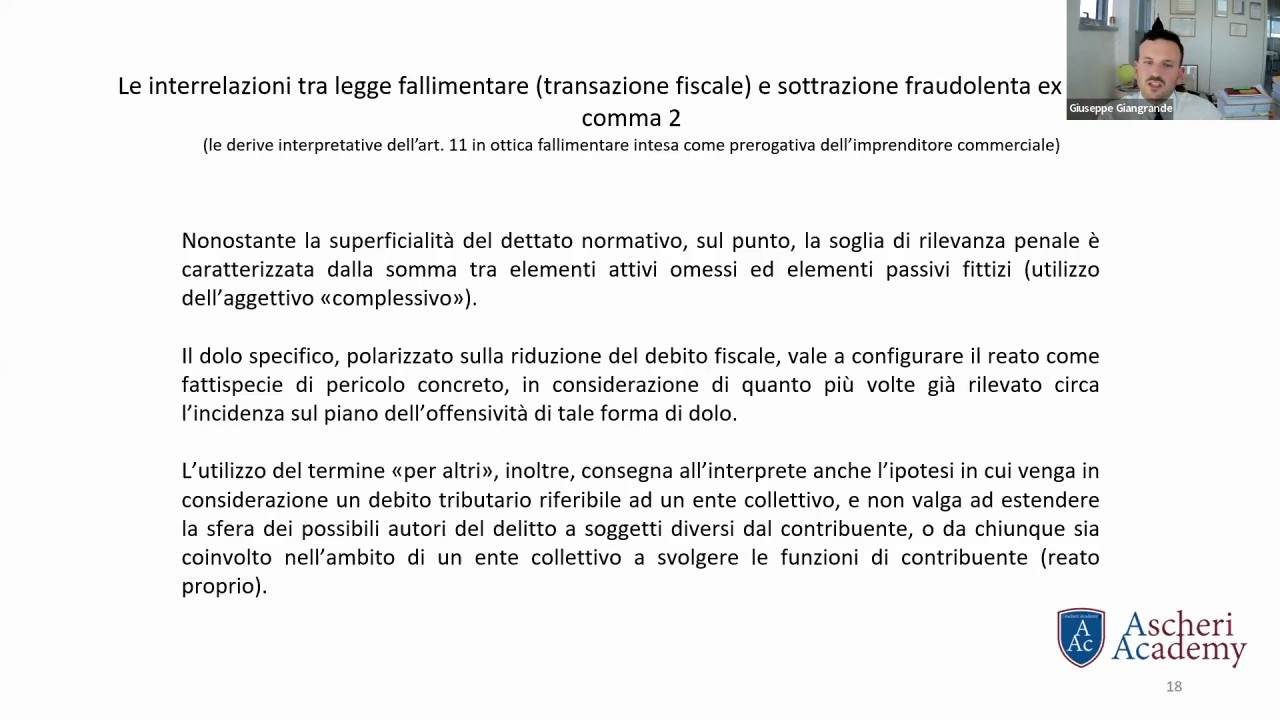 Le interrelazioni tra legge fallimentare (transazione fiscale) e sottrazione fraudolenta ex
comma 2
(le derive interpretative dell’art. 11 in ottica fallimentare intesa come prerogativa dell’imprenditore commerciale)
Giuseppe Giangrande
Nonostante la superficialità del dettato normativo, sul punto, la soglia di rilevanza penale è
caratterizzata dalla somma tra elementi attivi omessi ed elementi passivi fittizi (utilizzo
dell’aggettivo «complessivo»).
Il dolo specifico, polarizzato sulla riduzione del debito fiscale, vale a configurare il reato come
fattispecie di pericolo concreto, in considerazione di quanto più volte già rilevato circa
l’incidenza sul piano dell’offensività di tale forma di dolo.
L’utilizzo del termine «per altri», inoltre, consegna all’interprete anche l’ipotesi in cui venga in
considerazione un debito tributario riferibile ad un ente collettivo, e non valga ad estendere
la sfera dei possibili autori del delitto a soggetti diversi dal contribuente, o da chiunque sia
coinvolto nell’ambito di un ente collettivo a svolgere le funzioni di contribuente (reato
proprio).
A
Ac
Ascheri
Academy
18